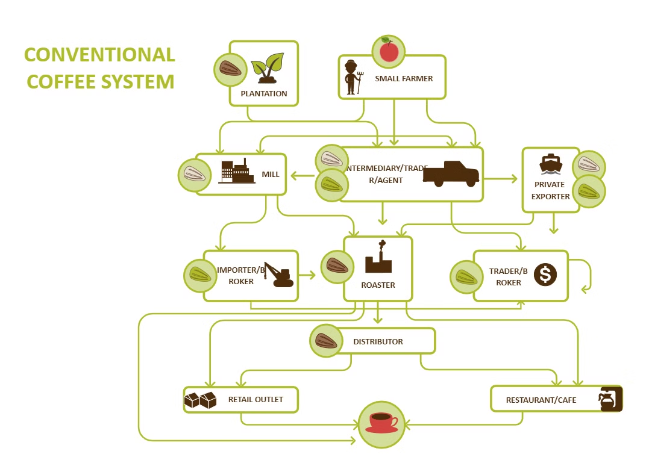 CONVENTIONAL
COFFEE SYSTEM
PLANTATION
SMALL FARMER
MILL
INTERMEDIARY/TRADE
R/AGENT
PRIVATE
EXPORTER
IMPORTER/B
ROKER
ROASTER
TRADER/B
ROKER
$
DISTRIBUTOR
RETAIL OUTLET
RESTAURANT/CAFE